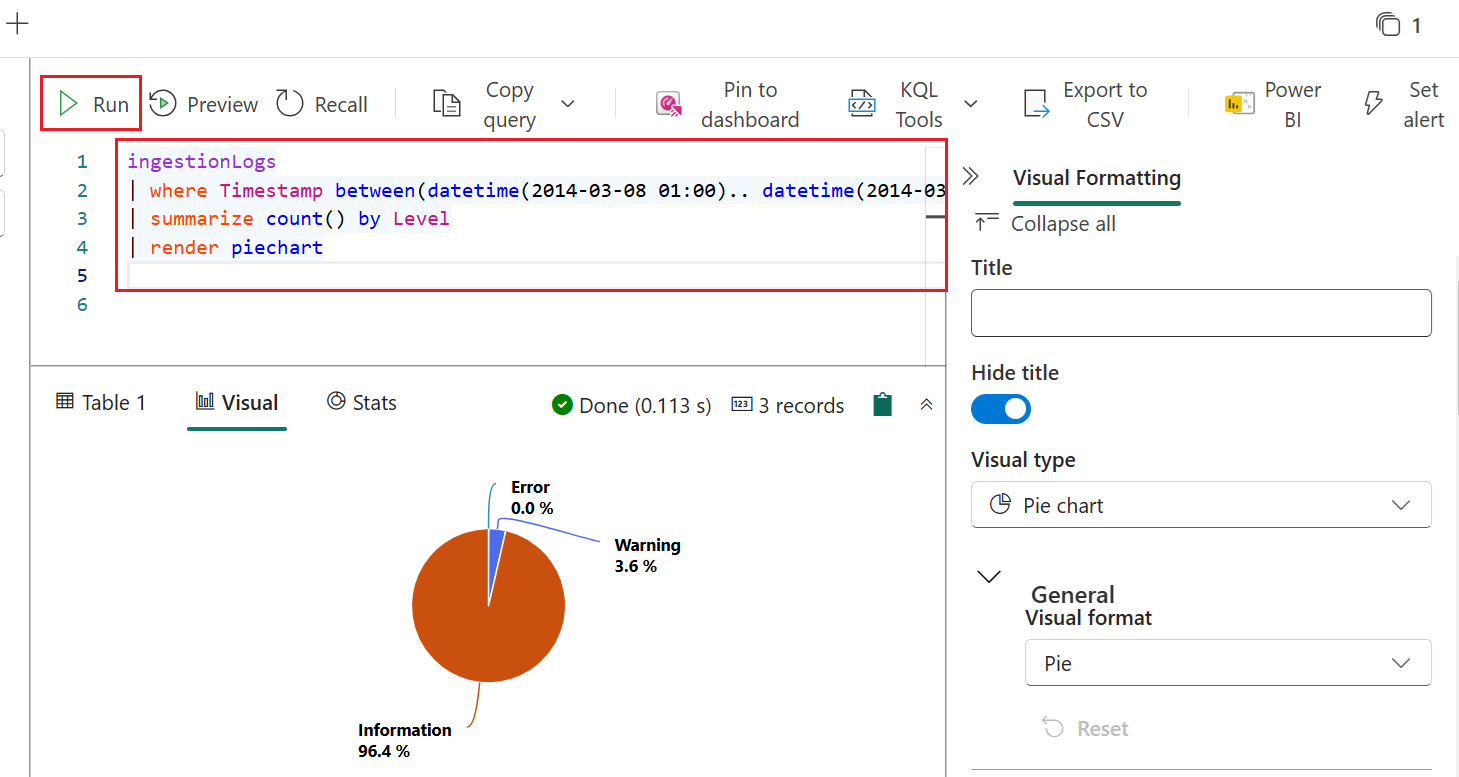 1
Run
Preview
Recall
Copy
query
Pin to
dashboard
KQL
Tools
Export to
CSV
Power
BI
Set
alert
1 ingestionLogs
2 | where Timestamp between(datetime(2014-03-08 01:00).. datetime(2014-03
3 | summarize count() by Level
4 | render piechart
5
6
Table 1
Visual
Stats
Done (0.113 s)
123
3 records
Error
0.0 %
Warning
3.6 %
Information
96.4 %
Visual Formatting
Collapse all
Title
Hide title
Visual type
Pie chart
General
Visual format
Pie
Reset